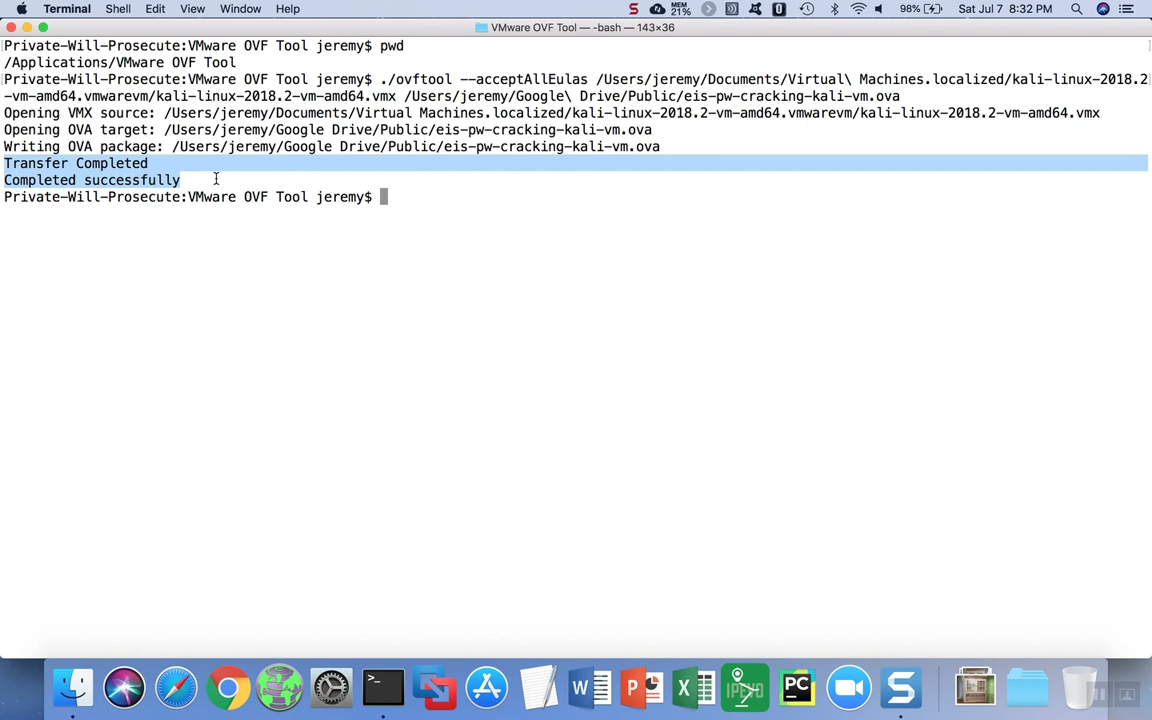 Terminal Shell Edit View Window Help MEM 21% 98% Sat Jul 7 8:32 PM
VMware OVF Tool — -bash — 143×36
Private-Will-Prosecute:VMware OVF Tool jeremy$ pwd
/Applications/VMware OVF Tool
Private-Will-Prosecute:VMware OVF Tool jeremy$ ./ovftool --acceptAllEulas /Users/jeremy/Documents/Virtual\ Machines.localized/kali-linux-2018.2
-vm-amd64.vmwarevm/kali-linux-2018.2-vm-amd64.vmx /Users/jeremy/Google\ Drive/Public/eis-pw-cracking-kali-vm.ova
Opening VMX source: /Users/jeremy/Documents/Virtual Machines.localized/kali-linux-2018.2-vm-amd64.vmwarevm/kali-linux-2018.2-vm-amd64.vmx
Opening OVA target: /Users/jeremy/Google Drive/Public/eis-pw-cracking-kali-vm.ova
Writing OVA package: /Users/jeremy/Google Drive/Public/eis-pw-cracking-kali-vm.ova
Transfer Completed
Completed successfully
Private-Will-Prosecute:VMware OVF Tool jeremy$
IPEVO
PC